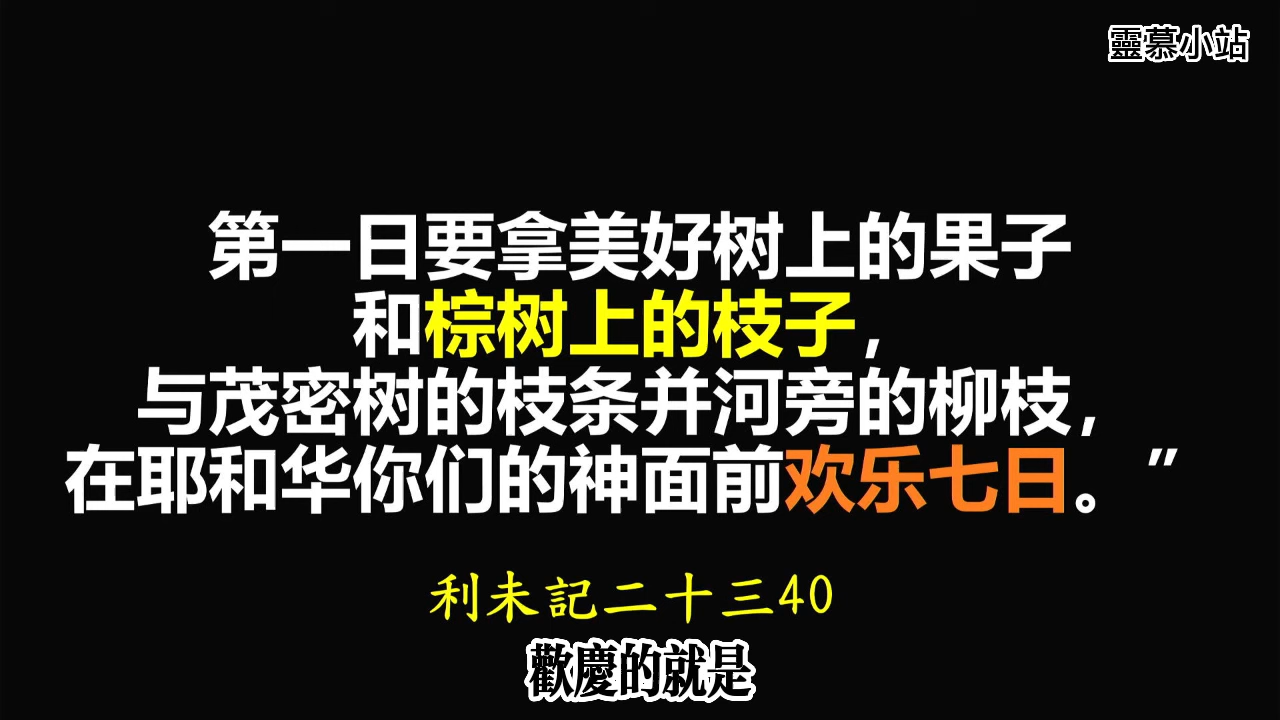 靈慕小站
第一日要拿美好树上的果子
和棕树上的枝子，
与茂密树的枝条并河旁的柳枝，
在耶和华你们的神面前欢乐七日。”
利未記二十三40
歡慶的就是